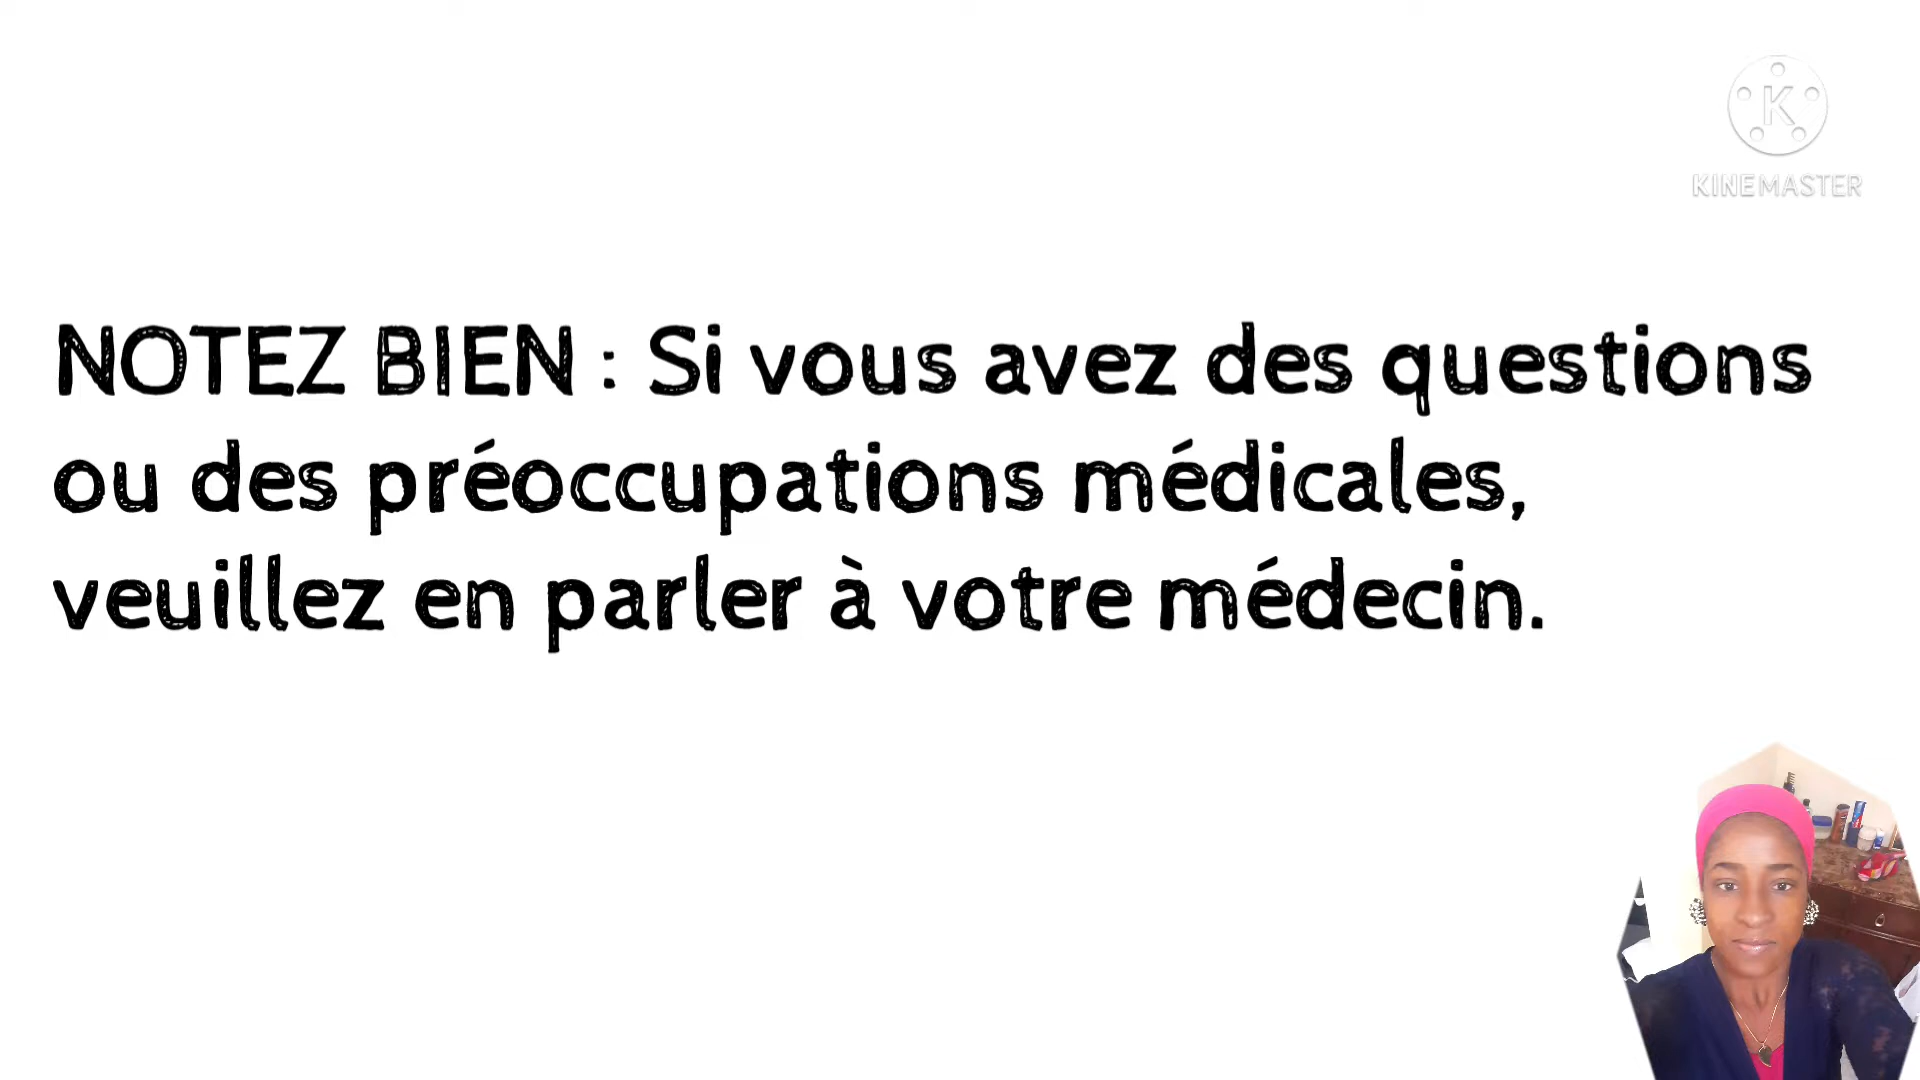 KINEMASTER
NOTEZ BIEN : Si vous avez des questions
ou des préoccupations médicales,
veuillez en parler à votre médecin.